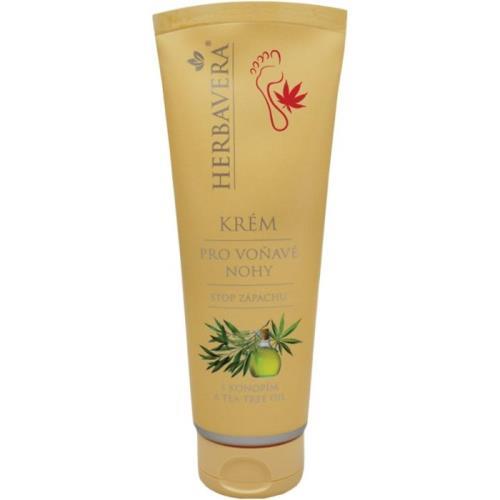 HERBAVERA®
KRÉM
PRO VOŇAVÉ
NOHY
STOP ZÁPACHU
S KONOPÍM
A TEA TREE OIL